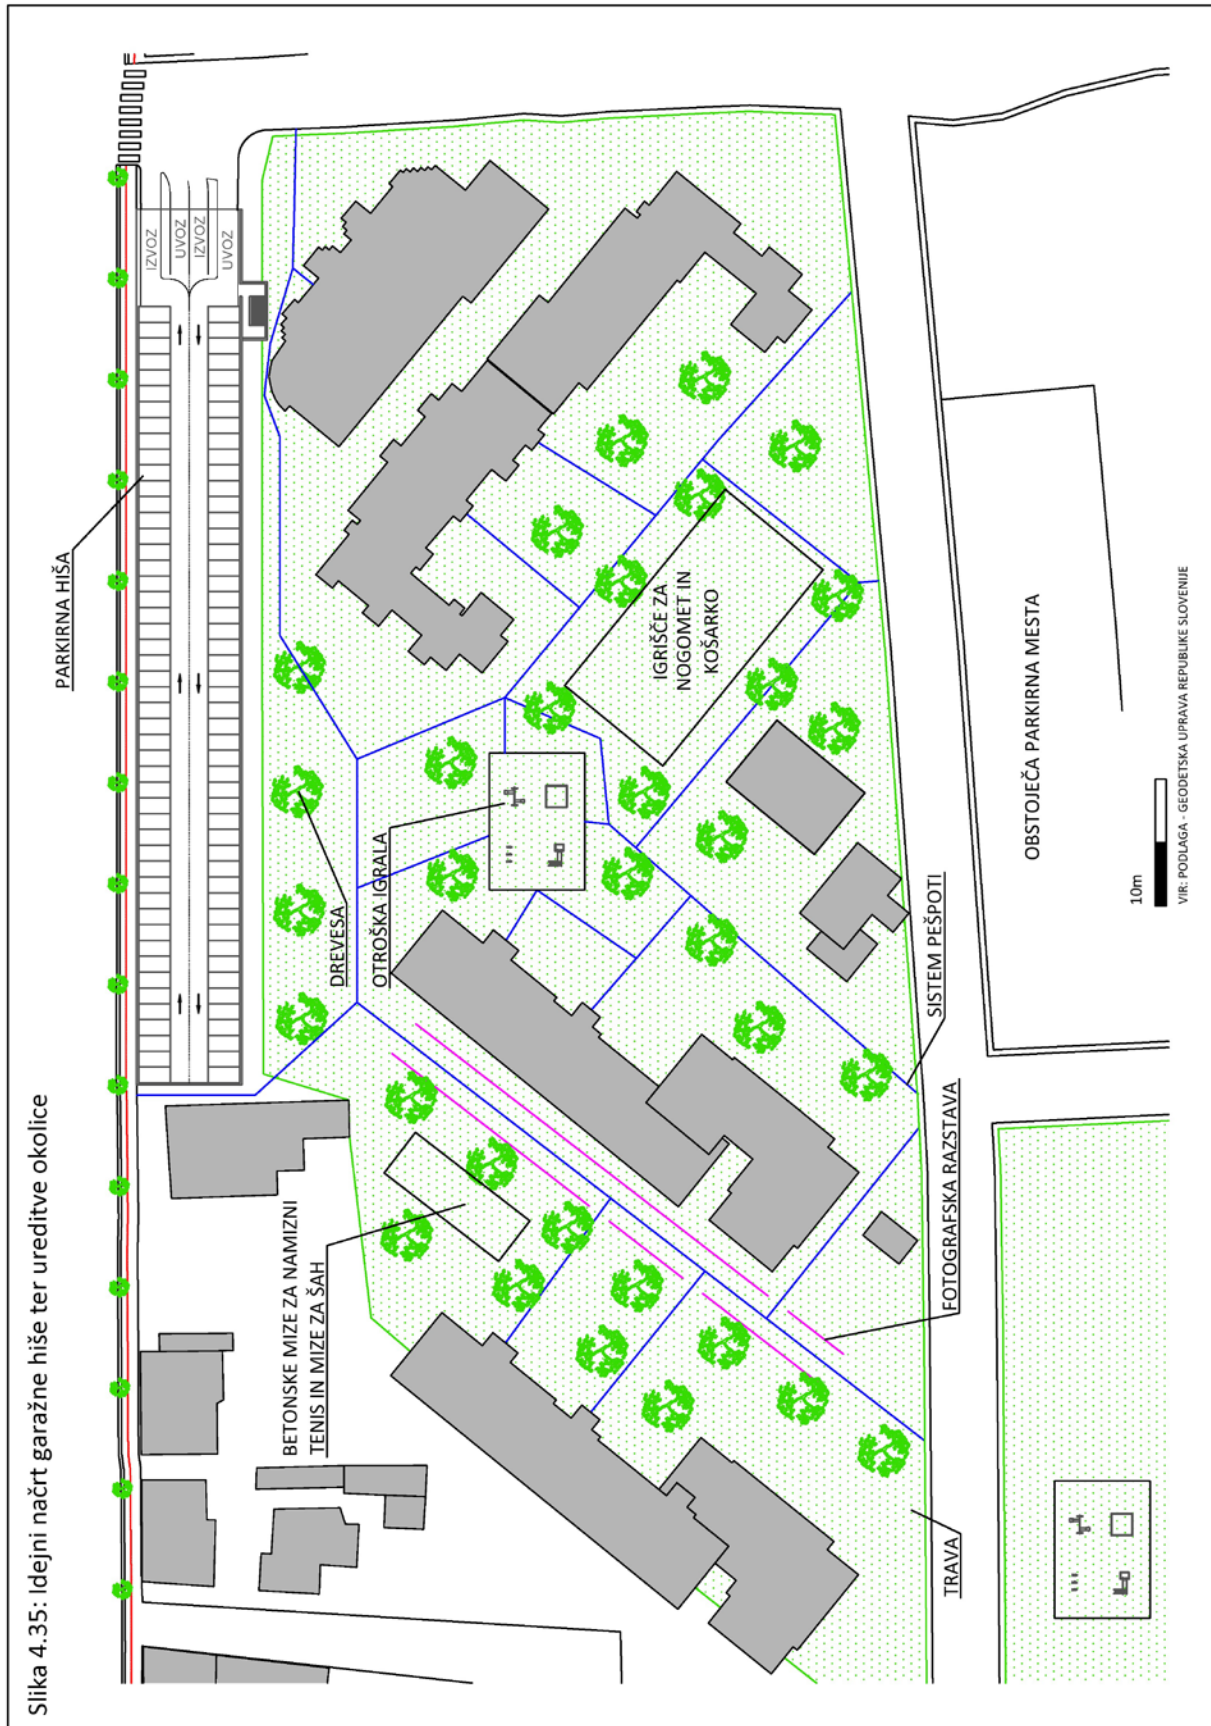 Slika 4.35: Idejni načrt garažne hiše ter ureditve okolice
PARKIRNA HIŠA
IZVOZ
UVOZ
IZVOZ
UVOZ
DREVESA
OTROŠKA IGRALA
BETONSKE MIZE ZA NAMIZNI
TENIS IN MIZE ZA ŠAH
IGRIŠČE ZA
NOGOMET IN
KOŠARKO
SISTEM PEŠPOTI
FOTOGRAFSKA RAZSTAVA
TRAVA
OBSTOJEČA PARKIRNA MESTA
10m
VIR: PODLAGA - GEODETSKA UPRAVA REPUBLIKE SLOVENIJE